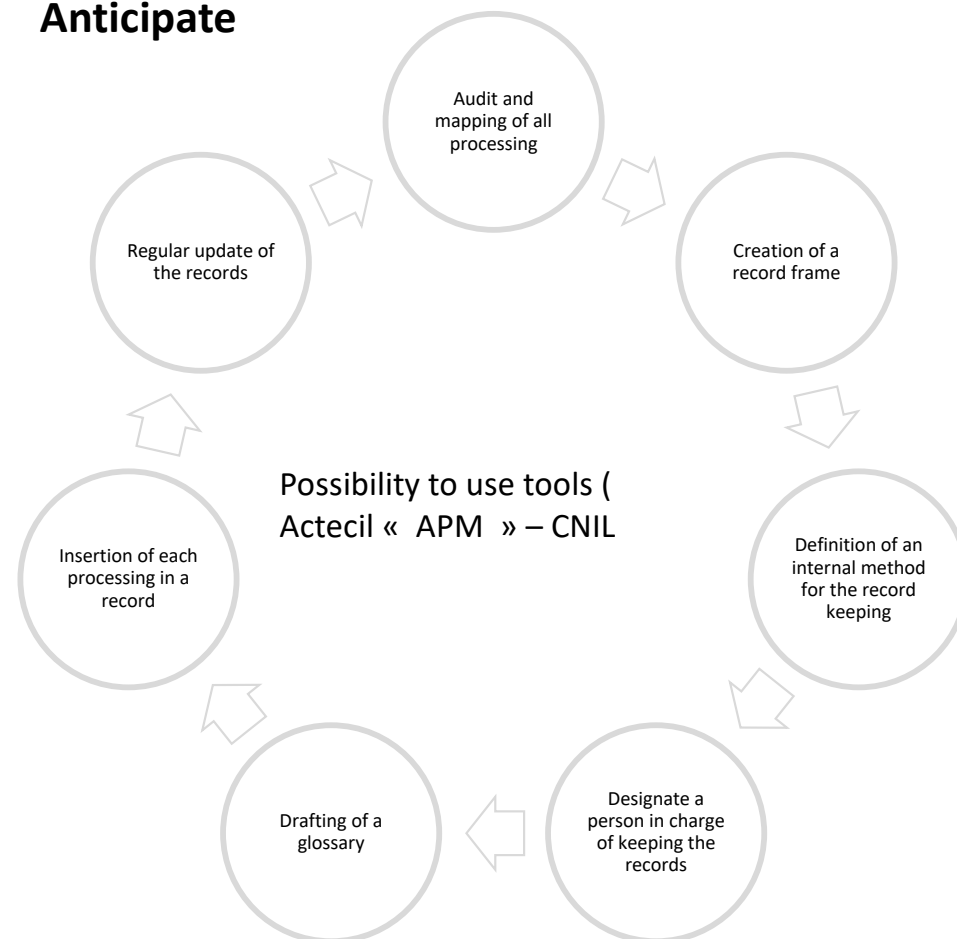 Anticipate
Audit and
mapping of all
processing
Creation of a
record frame
Definition of an
internal method
for the record
keeping
Designate a
person in charge
of keeping the
records
Drafting of a
glossary
Insertion of each
processing in a
record
Regular update of
the records
Possibility to use tools (
Actecil «  APM  » – CNIL